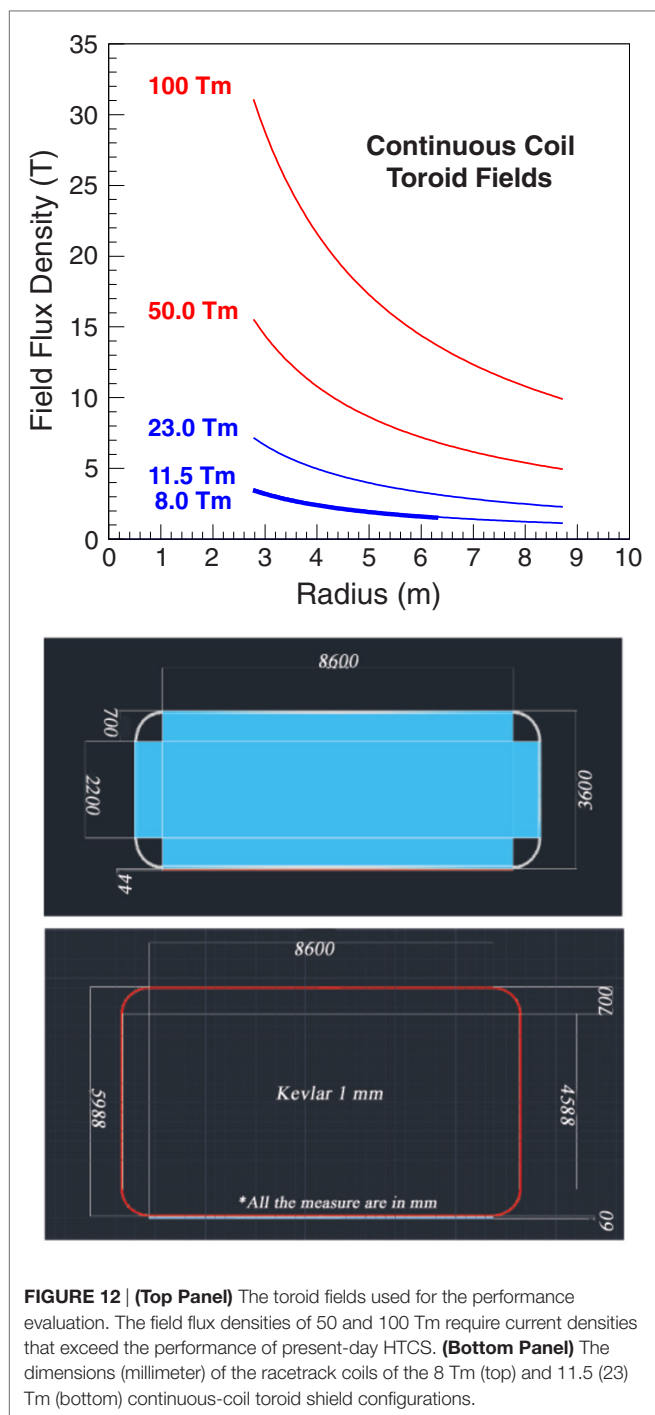 35
30
25
20
15
10
5
0
Field Flux Density (T)
100 Tm
Continuous Coil
Toroid Fields
50.0 Tm
23.0 Tm
11.5 Tm
8.0 Tm
0 1 2 3 4 5 6 7 8 9 10
Radius (m)
8600
700
2200
3600
44
8600
700
5988
Kevlar 1 mm
4588
*All the measure are in mm
60
FIGURE 12 | (Top Panel) The toroid fields used for the performance
evaluation. The field flux densities of 50 and 100 Tm require current densities
that exceed the performance of present-day HTCS. (Bottom Panel) The
dimensions (millimeter) of the racetrack coils of the 8 Tm (top) and 11.5 (23)
Tm (bottom) continuous-coil toroid shield configurations.